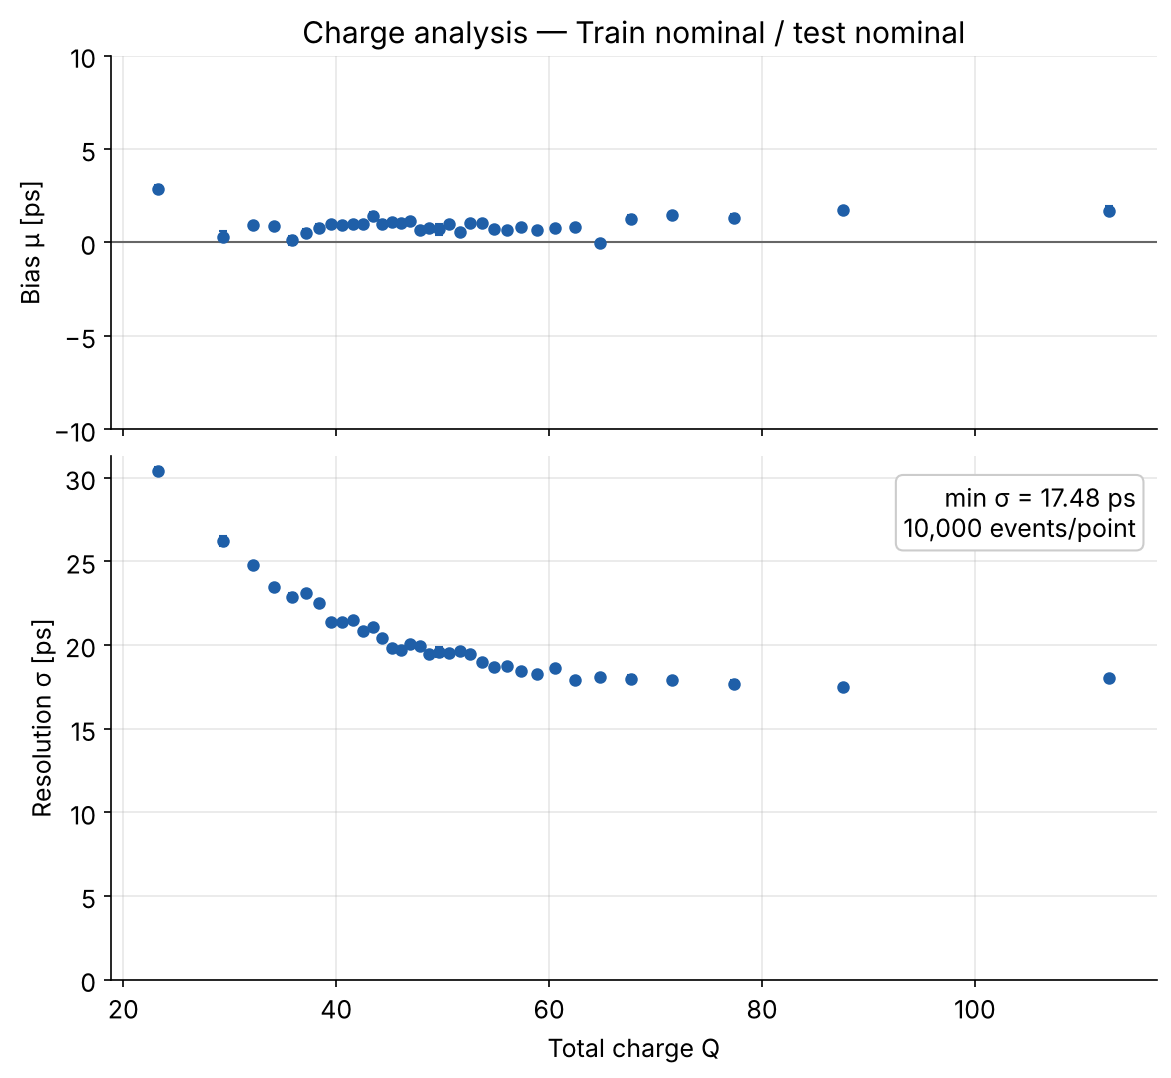 Charge analysis — Train nominal / test nominal
10
5
0
−5
−10
Bias μ [ps]
30
25
20
15
10
5
0
Resolution σ [ps]
min σ = 17.48 ps
10,000 events/point
20 40 60 80 100
Total charge Q